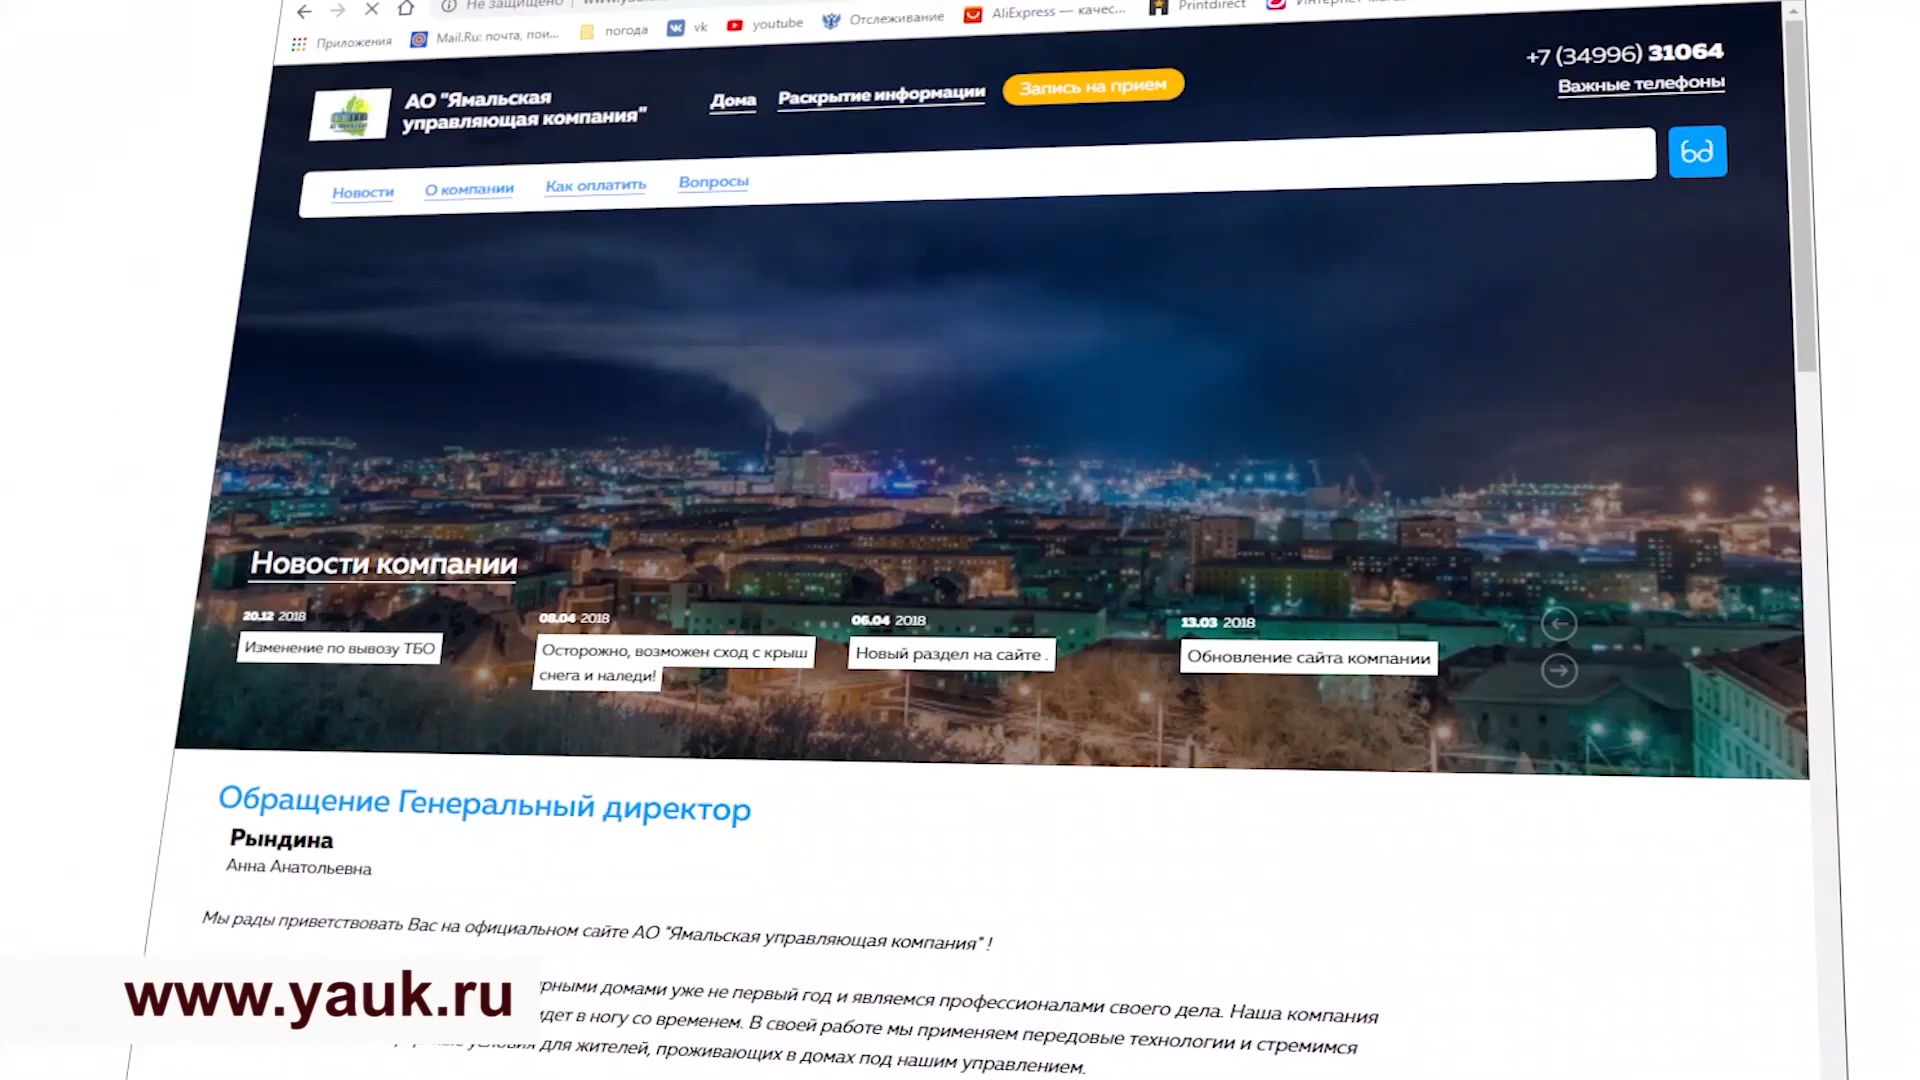 Не защищено
Приложения
Mail.Ru: почта, пои...
погода
vk
youtube
Отслеживание
AliExpress — качес...
Printdirect
АО "Ямальская
управляющая компания"
Дома
Раскрытие информации
Запись на прием
+7 (34996) 31064
Важные телефоны
Новости
О компании
Как оплатить
Вопросы
Новости компании
20.12 2018
Изменение по вывозу ТБО
08.04 2018
Осторожно, возможен сход с крыш
снега и наледи!
06.04 2018
Новый раздел на сайте .
13.03 2018
Обновление сайта компании
Обращение Генеральный директор
Рындина
Анна Анатольевна
Мы рады приветствовать Вас на официальном сайте АО "Ямальская управляющая компания" !
домами уже не первый год и являемся профессионалами своего дела. Наша компания
идет в ногу со временем. В своей работе мы применяем передовые технологии и стремимся
условия для жителей, проживающих в домах под нашим управлением.
www.yauk.ru